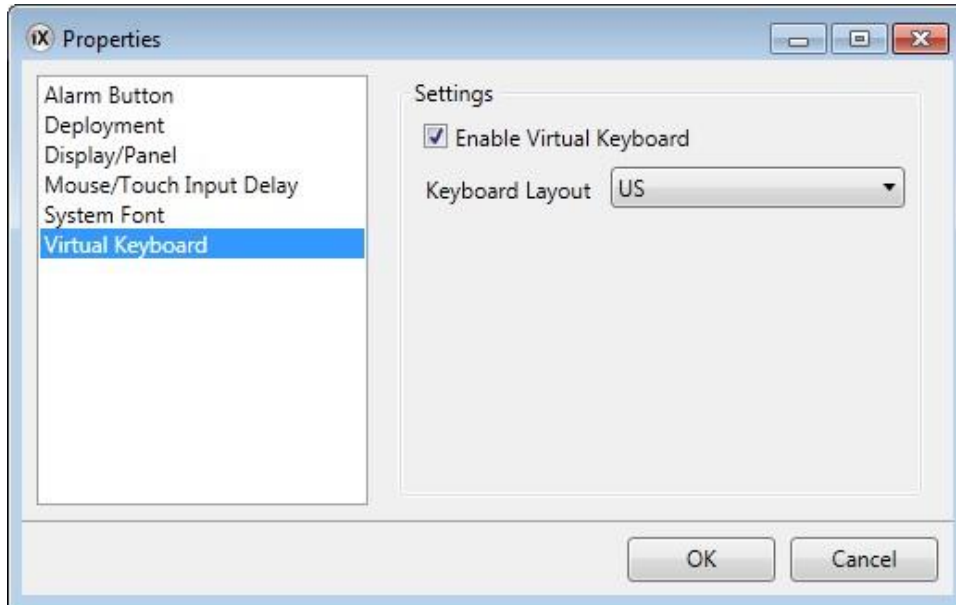 iX Properties
Alarm Button
Deployment
Display/Panel
Mouse/Touch Input Delay
System Font
Virtual Keyboard
Settings
Enable Virtual Keyboard
Keyboard Layout US
OK Cancel